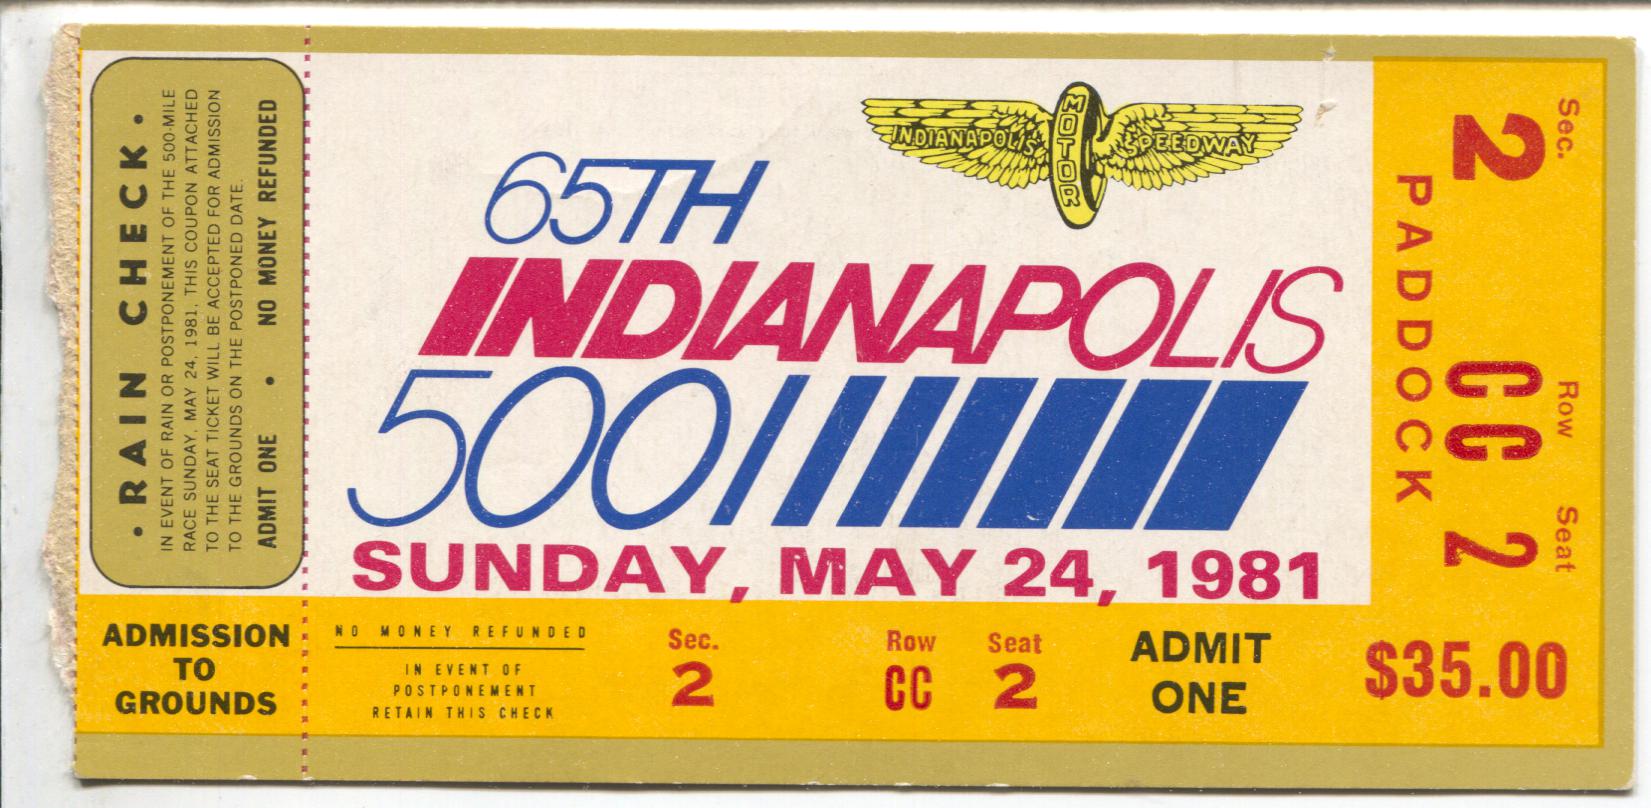 • RAIN CHECK •
IN EVENT OF RAIN OR POSTPONEMENT OF THE 500-MILE
RACE SUNDAY, MAY 24, 1981, THIS COUPON ATTACHED
TO THE SEAT TICKET WILL BE ACCEPTED FOR ADMISSION
TO THE GROUNDS ON THE POSTPONED DATE.
ADMIT ONE • NO MONEY REFUNDED
ADMISSION
TO
GROUNDS
INDIANAPOLIS MOTOR SPEEDWAY
65TH
INDIANAPOLIS
500
SUNDAY, MAY 24, 1981
NO MONEY REFUNDED
IN EVENT OF
POSTPONEMENT
RETAIN THIS CHECK
Sec.
2
Row
CC
Seat
2
ADMIT
ONE
Sec. Row Seat
2 CC 2
PADDOCK
$35.00